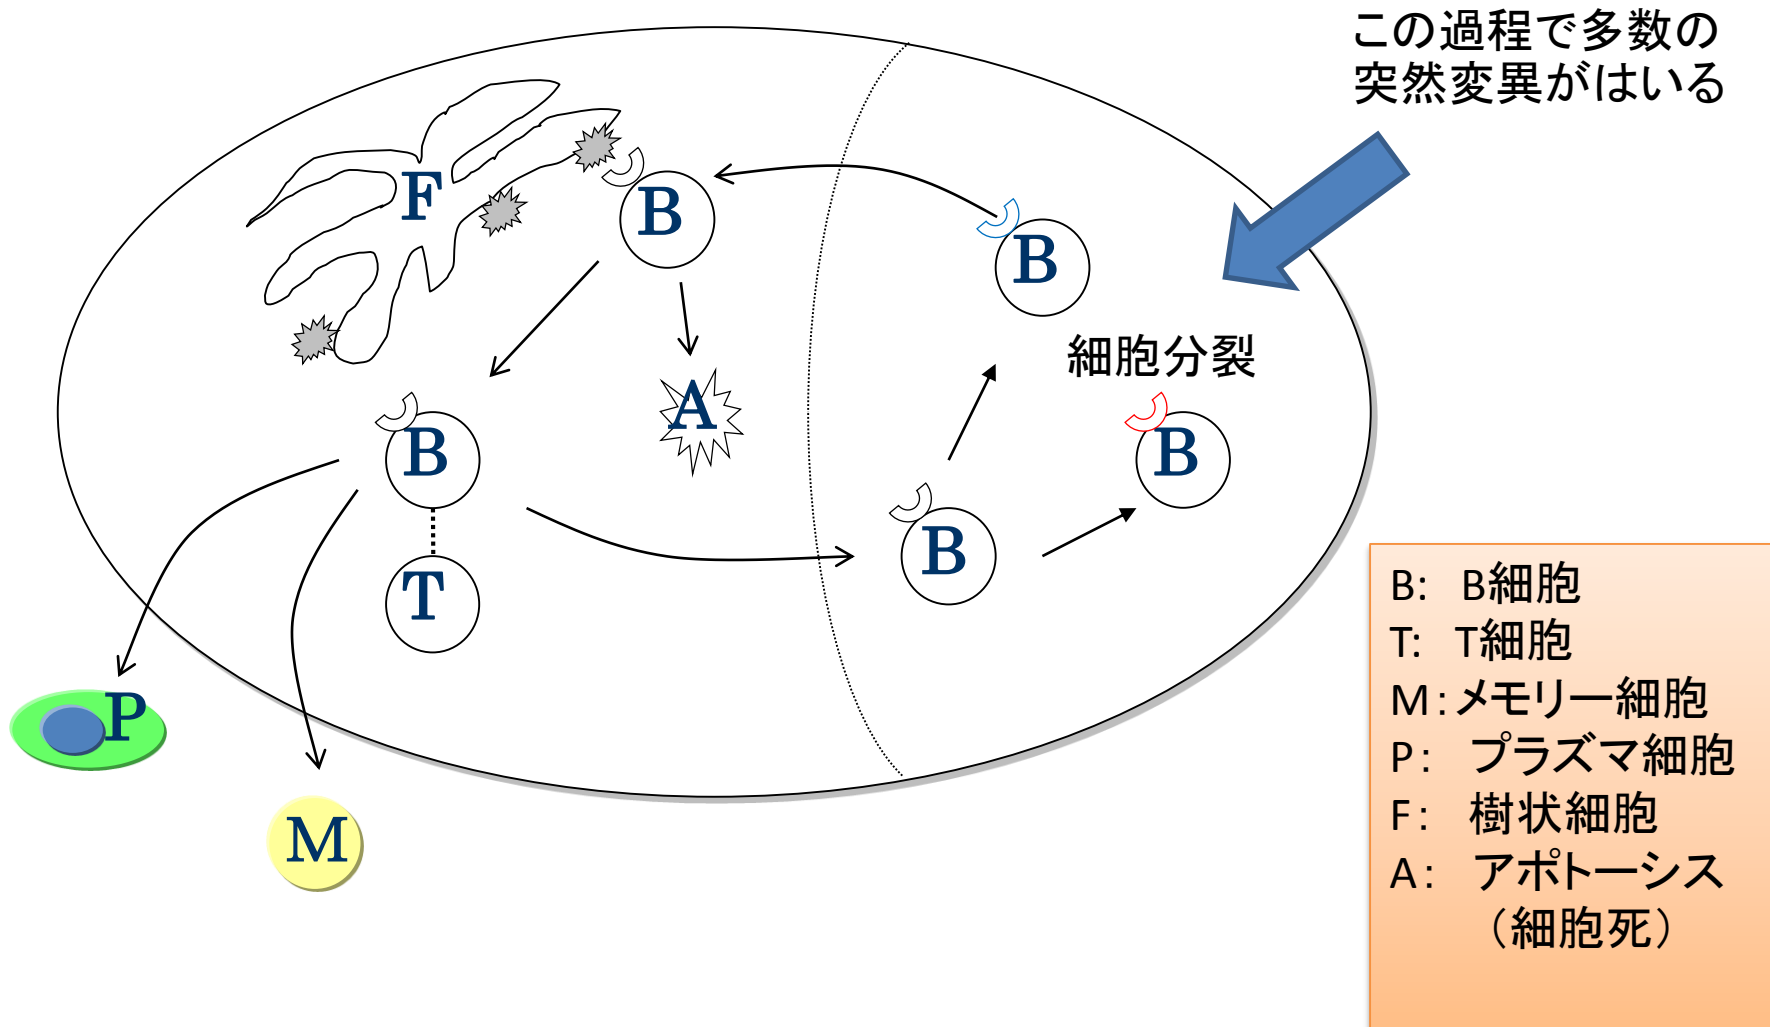 この過程で多数の
突然変異がはいる
F
B
B
細胞分裂
A
B
B
B
T
P
M
B: B細胞
T: T細胞
M:メモリー細胞
P: プラズマ細胞
F: 樹状細胞
A: アポトーシス
(細胞死)